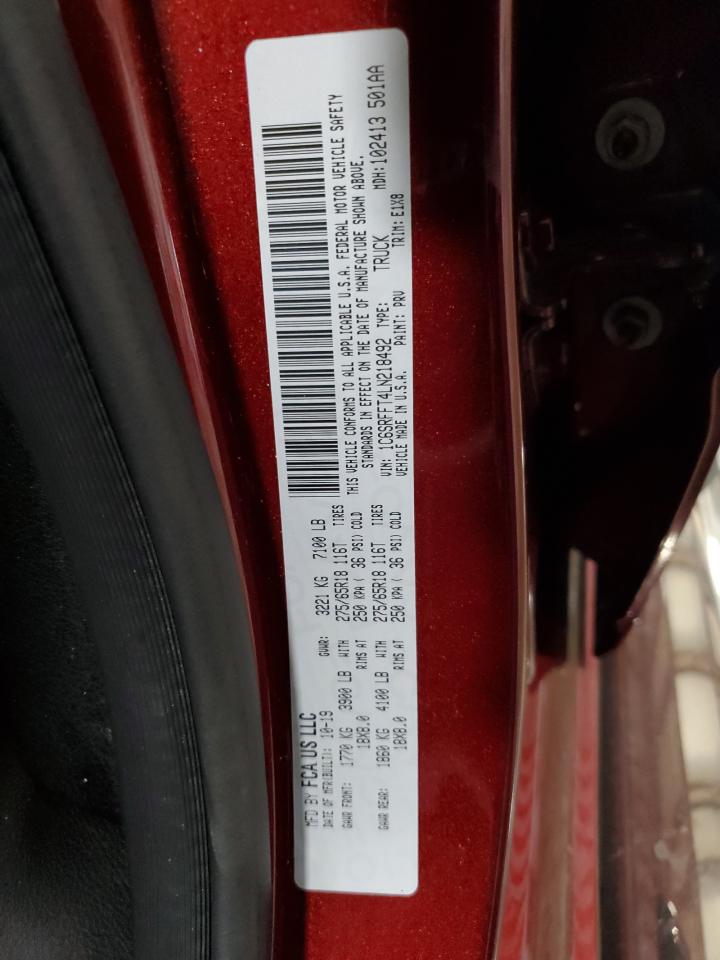 MFD BY FCA US LLC
DATE OF MFR(BUILT): 10-19 GVWR: 3221 KG 7100 LB
GAWR FRONT: 1770 KG 3900 LB WITH 275/65R18 116T TIRES
18X8.0 RIMS AT 250 KPA ( 36 PSI) COLD
GAWR REAR: 1860 KG 4100 LB WITH 275/65R18 116T TIRES
18X8.0 RIMS AT 250 KPA ( 36 PSI) COLD
THIS VEHICLE CONFORMS TO ALL APPLICABLE U.S.A. FEDERAL MOTOR VEHICLE SAFETY
STANDARDS IN EFFECT ON THE DATE OF MANUFACTURE SHOWN ABOVE.
VIN: 1C6SRFFT4LN218492 TYPE: TRUCK MDH:102413 501AA
VEHICLE MADE IN U.S.A. PAINT: PRV TRIM: E1X8